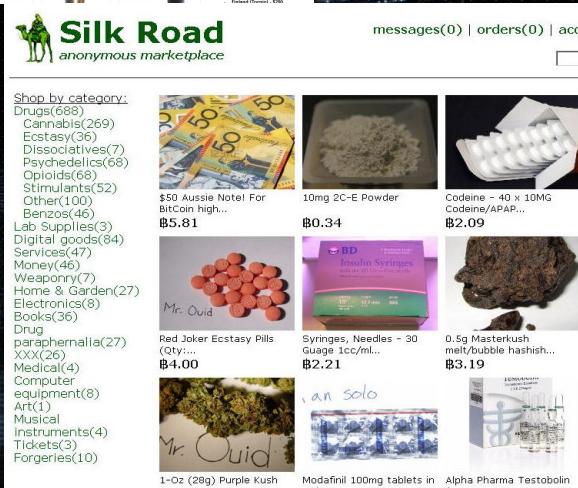 Silk Road
anonymous marketplace
messages(0) | orders(0) |
Shop by category:
Drugs(688)
Cannabis(269)
Ecstasy(36)
Dissociatives(7)
Psychedelics(68)
Opioids(68)
Stimulants(52)
Other(100)
Benzos(46)
Lab Supplies(3)
Digital goods(84)
Services(47)
Money(46)
Weaponry(7)
Home & Garden(27)
Electronics(8)
Books(36)
Drug
paraphernalia(27)
XXX(26)
Medical(4)
Computer
equipment(8)
Art(1)
Musical
instruments(4)
Tickets(3)
Forgeries(10)
50
50
$50 Aussie Note! For
BitCoin high...
฿5.81
10mg 2C-E Powder
฿0.34
Codeine - 40 x 10MG
Codeine/APAP...
฿2.09
Mr. Ouid
Red Joker Ecstasy Pills
(Qty:...
฿4.00
BD
Insulin Syringes
Syringes, Needles - 30
Guage 1cc/ml...
฿2.21
0.5g Masterkush
melt/bubble hashish...
฿3.19
Mr. Ouid
1-Oz (28g) Purple Kush
an solo
Modafinil 100mg tablets in
Alpha Pharma Testobolin